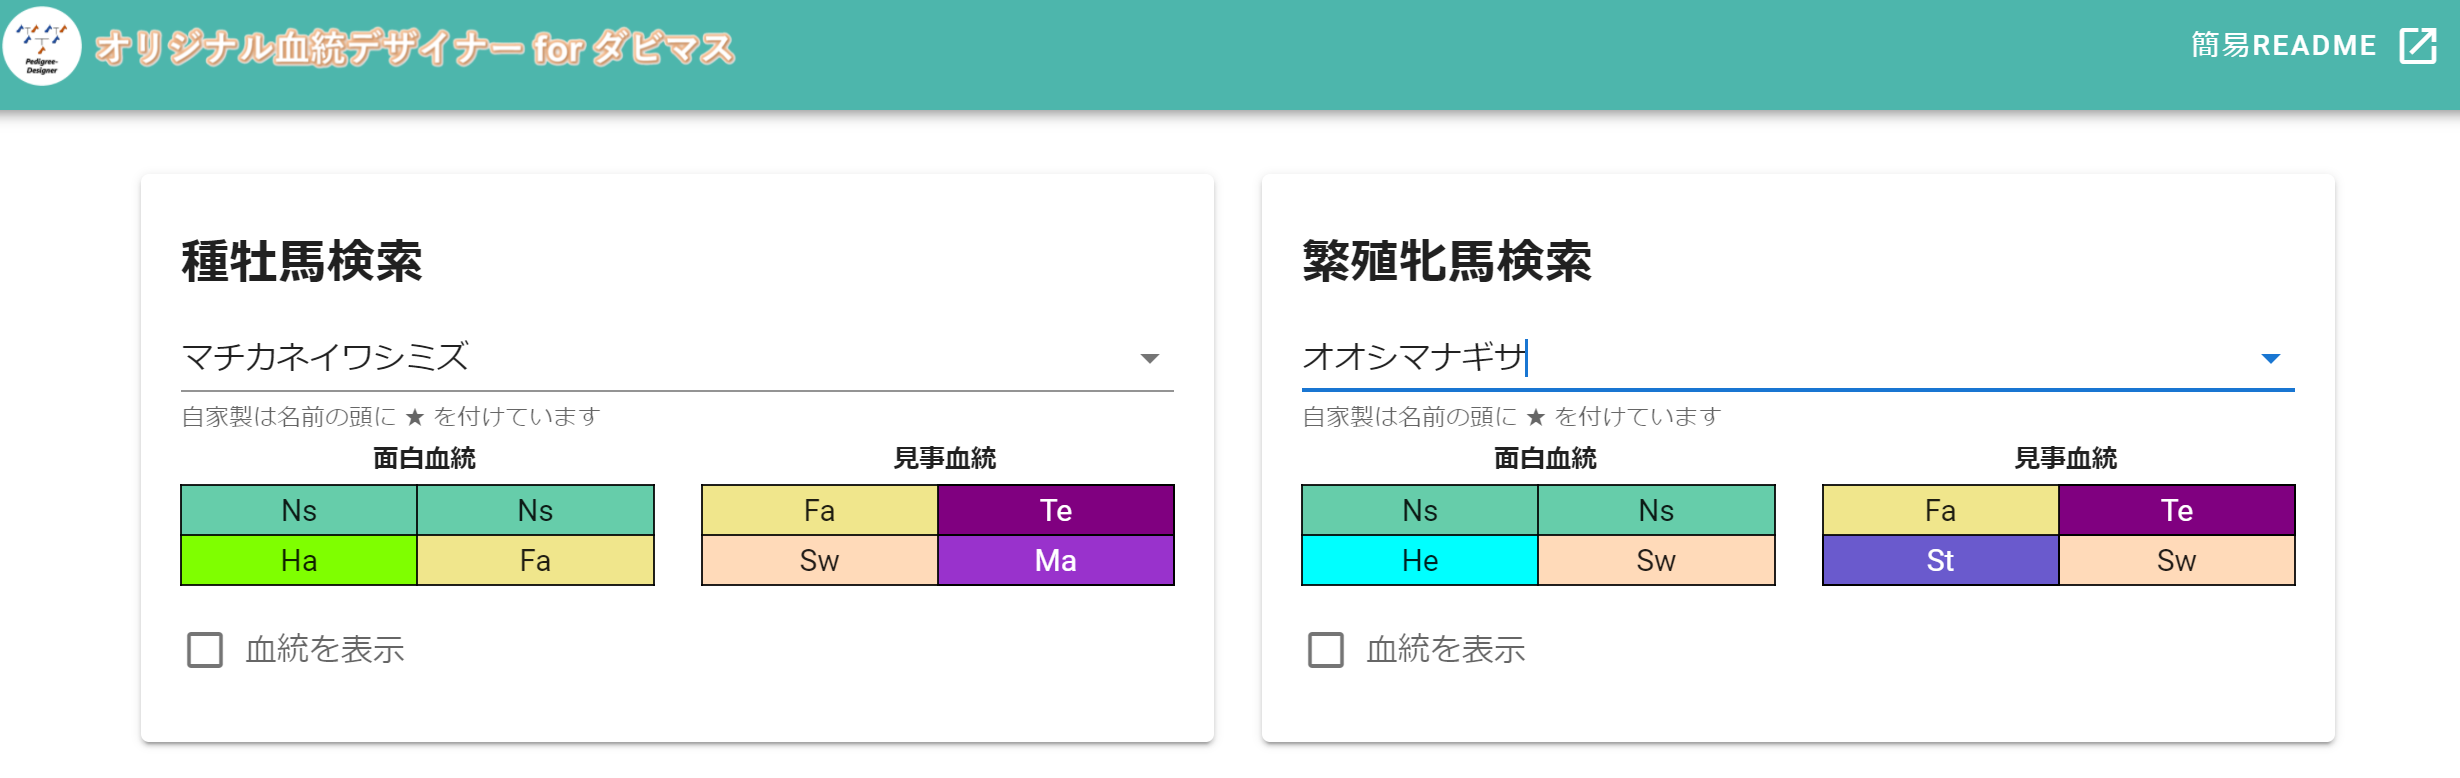 Pedigree-
Designer
オリジナル血統デザイナー for ダビマス
簡易README
種牡馬検索
マチカネイワシミズ
自家製は名前の頭に ★ を付けています
面白血統 見事血統
Ns Ns Fa Te
Ha Fa Sw Ma
血統を表示
繁殖牝馬検索
オオシマナギサ
自家製は名前の頭に ★ を付けています
面白血統 見事血統
Ns Ns Fa Te
He Sw St Sw
血統を表示